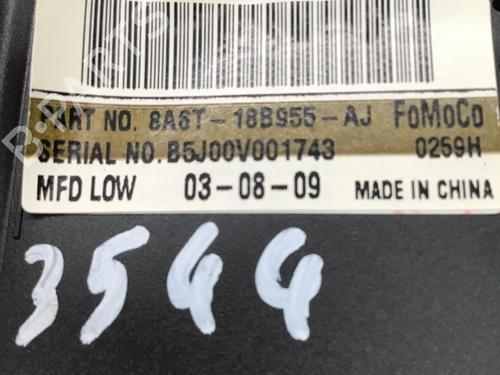 B-PARTS
PART NO. 8A6T-18B955-AJ FoMoCo
SERIAL NO. B5J00V001743 0259H
MFD LOW 03-08-09 MADE IN CHINA
3544